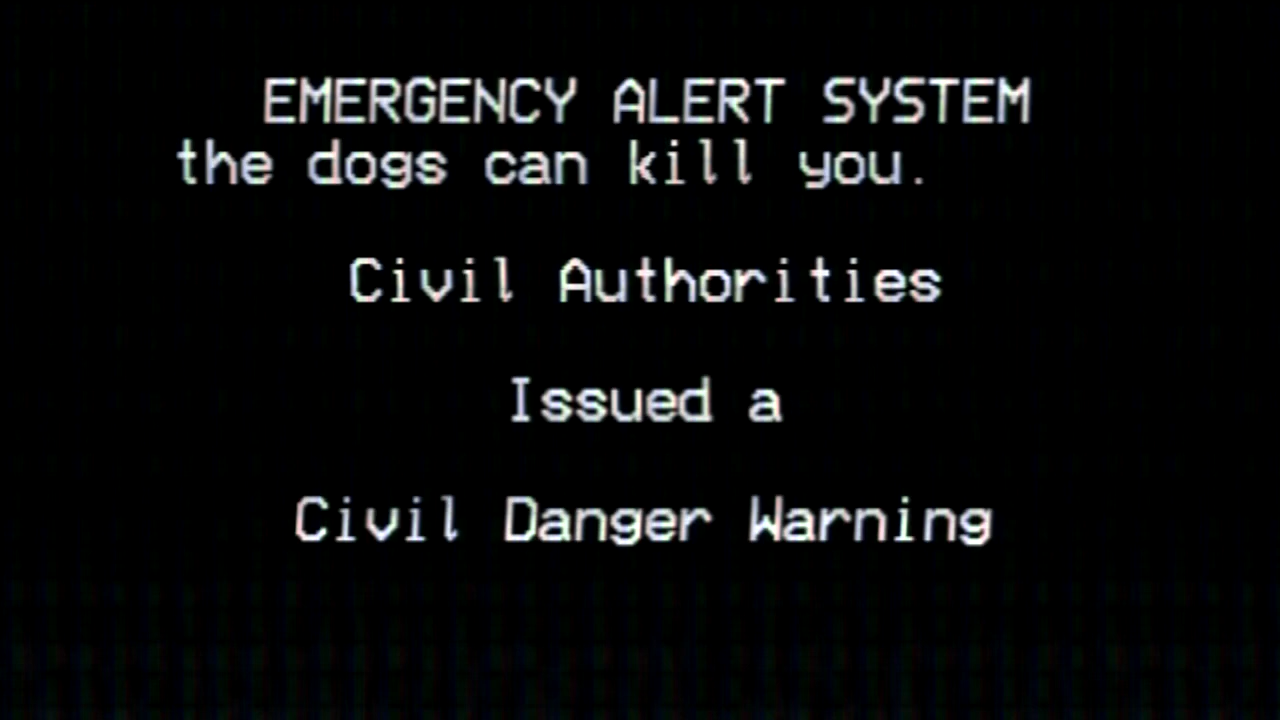 EMERGENCY ALERT SYSTEM
the dogs can kill you.
Civil Authorities
Issued a
Civil Danger Warning